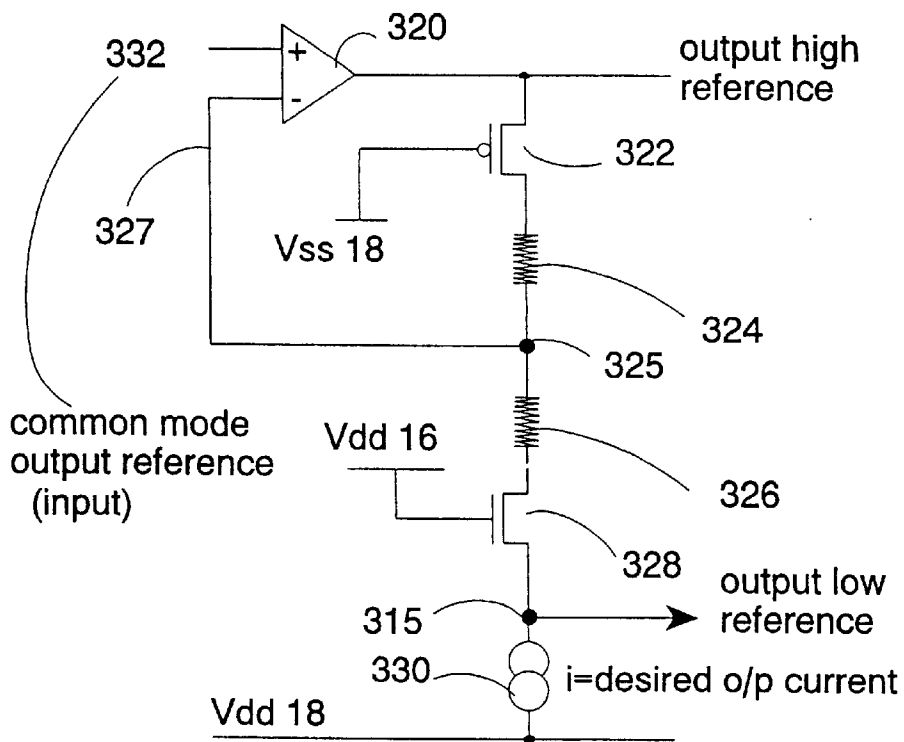 320
332
+
-
output high
reference
322
327
Vss 18
324
325
common mode
output reference
(input)
Vdd 16
326
328
output low
reference
315
330
i=desired o/p current
Vdd 18